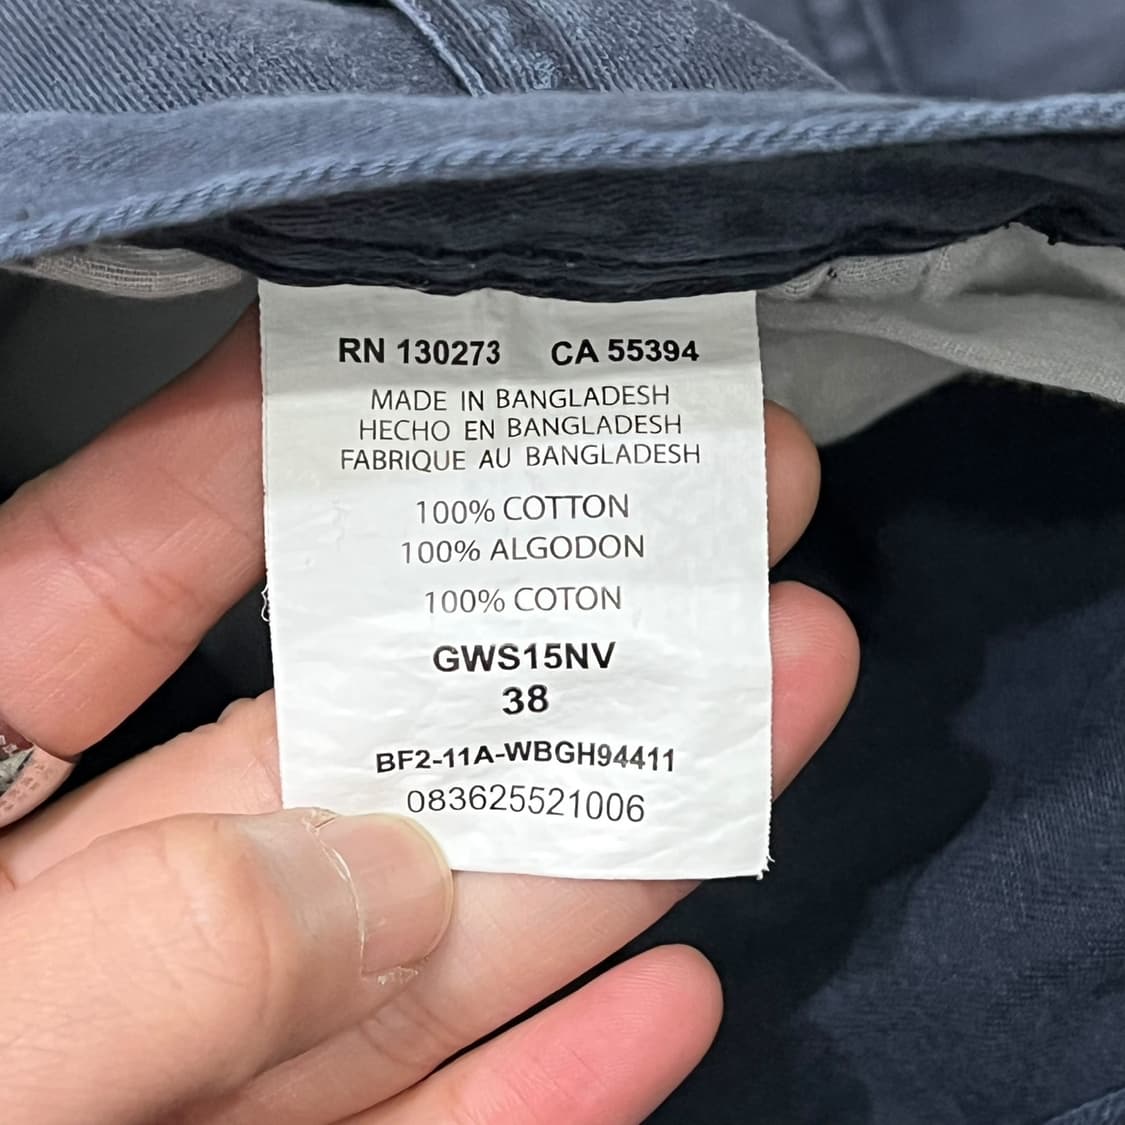 RN 130273 CA 55394
MADE IN BANGLADESH
HECHO EN BANGLADESH
FABRIQUE AU BANGLADESH
100% COTTON
100% ALGODON
100% COTON
GWS15NV
38
BF2-11A-WBGH94411
083625521006